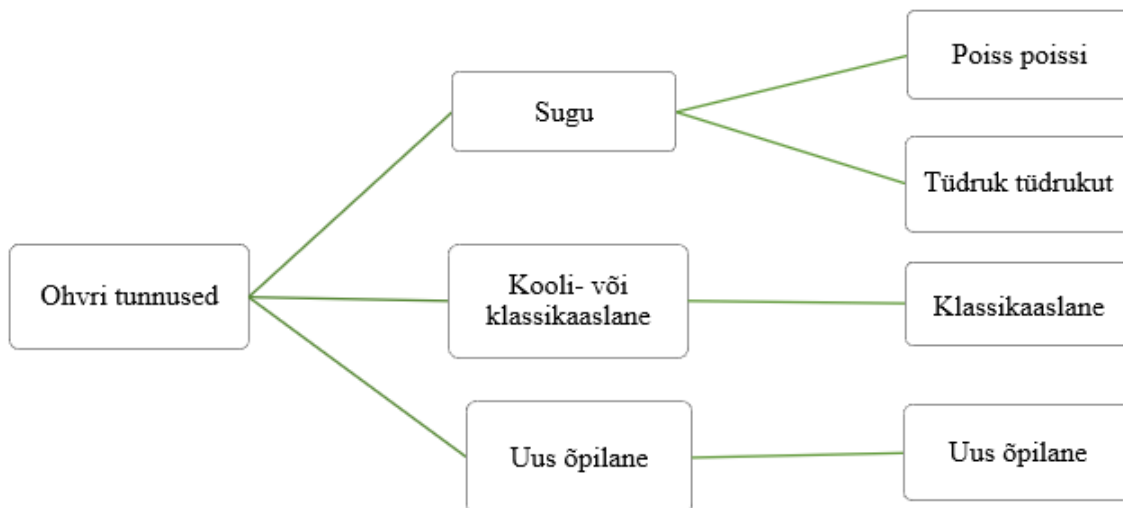 Poiss poissi
Sugu
Tüdruk tüdrukut
Ohvri tunnused
Kooli- või
klassikaaslane
Klassikaaslane
Uus õpilane
Uus õpilane